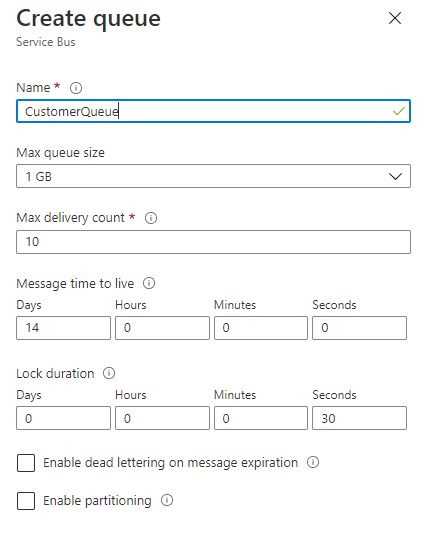 Create queue
Service Bus
Name *
CustomerQueue
Max queue size
1 GB
Max delivery count *
10
Message time to live
Days Hours Minutes Seconds
14 0 0 0
Lock duration
Days Hours Minutes Seconds
0 0 0 30
Enable dead lettering on message expiration
Enable partitioning